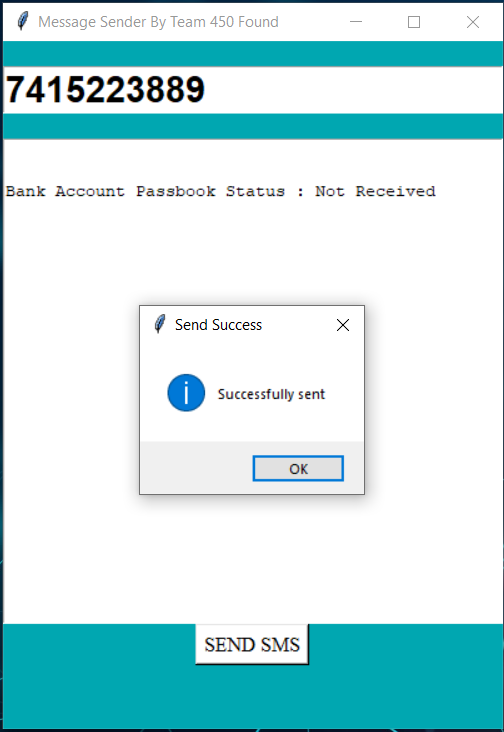 Message Sender By Team 450 Found
7415223889
Bank Account Passbook Status : Not Received
Send Success
Successfully sent
OK
SEND SMS